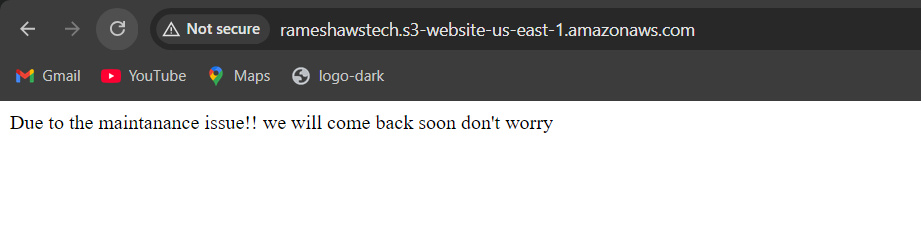 Not secure rameshawstech.s3-website-us-east-1.amazonaws.com
Gmail YouTube Maps logo-dark
Due to the maintanance issue!! we will come back soon don't worry